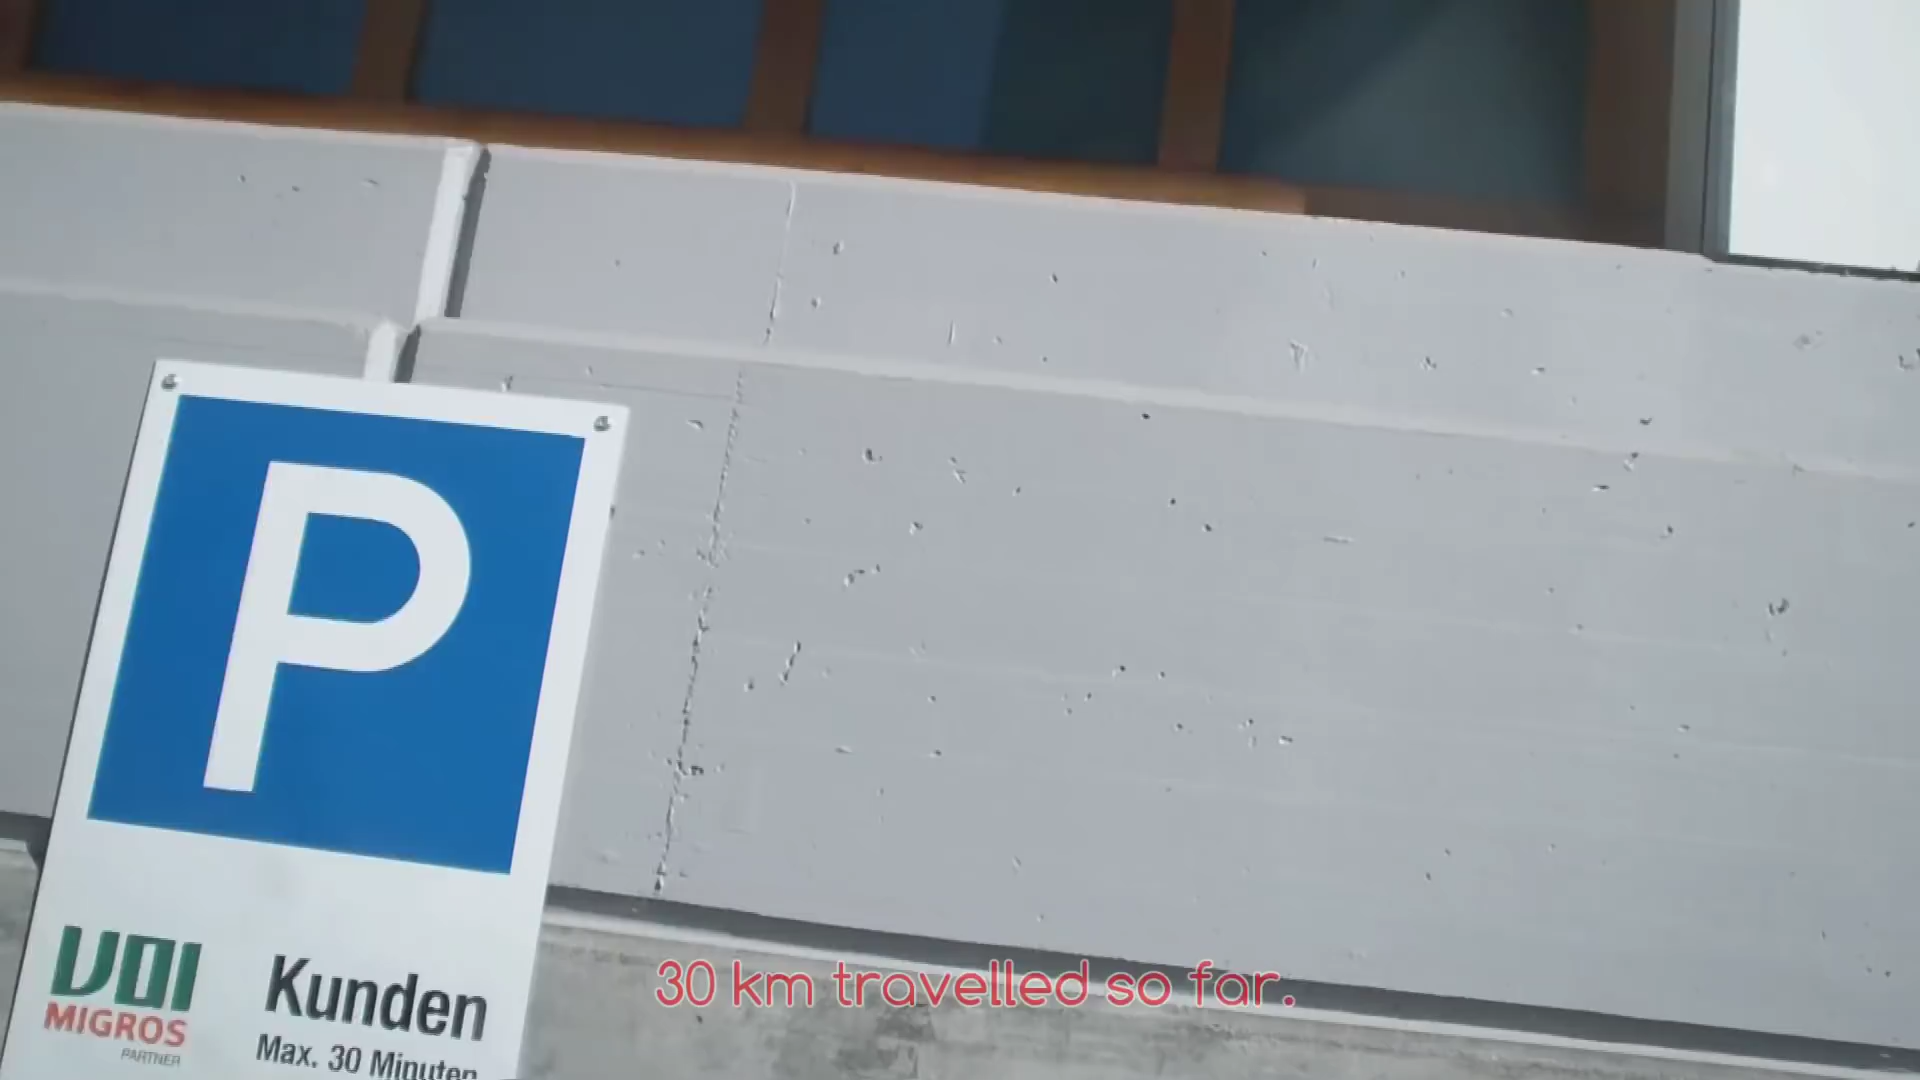 P
VOI
MIGROS
PARTNER
Kunden
Max. 30 Minuten
30 km travelled so far.